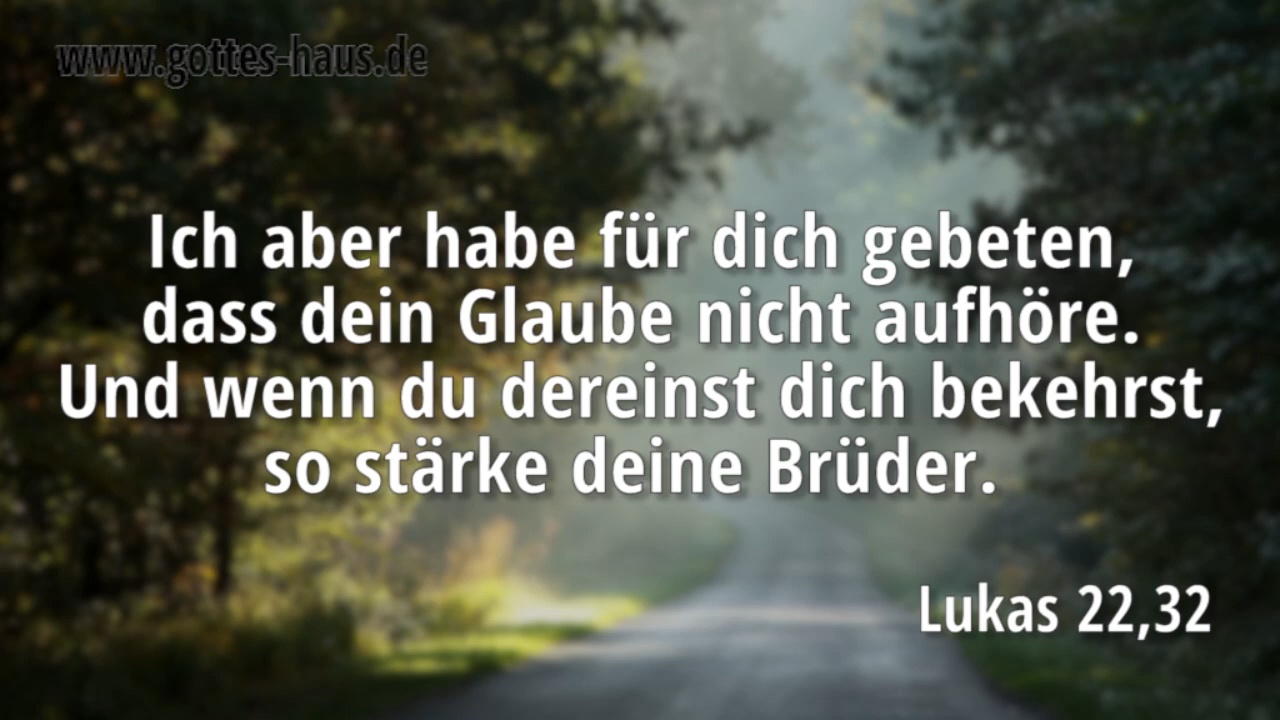 www.gottes-haus.de
Ich aber habe für dich gebeten,
dass dein Glaube nicht aufhöre.
Und wenn du dereinst dich bekehrst,
so stärke deine Brüder.
Lukas 22,32